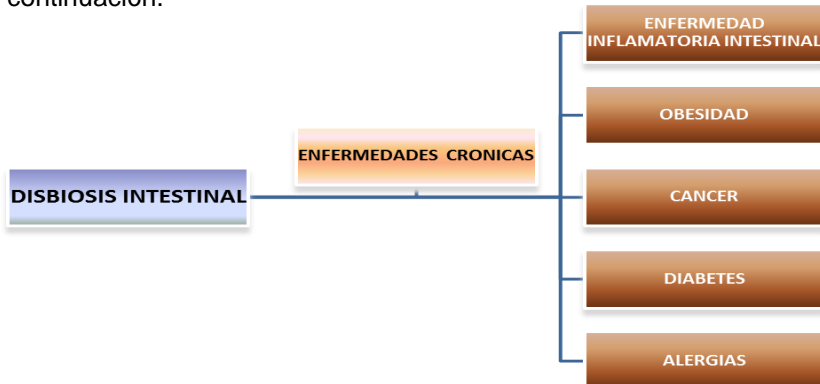 continuación.
ENFERMEDAD
INFLAMATORIA INTESTINAL
OBESIDAD
ENFERMEDADES CRONICAS
DISBIOSIS INTESTINAL
CANCER
DIABETES
ALERGIAS